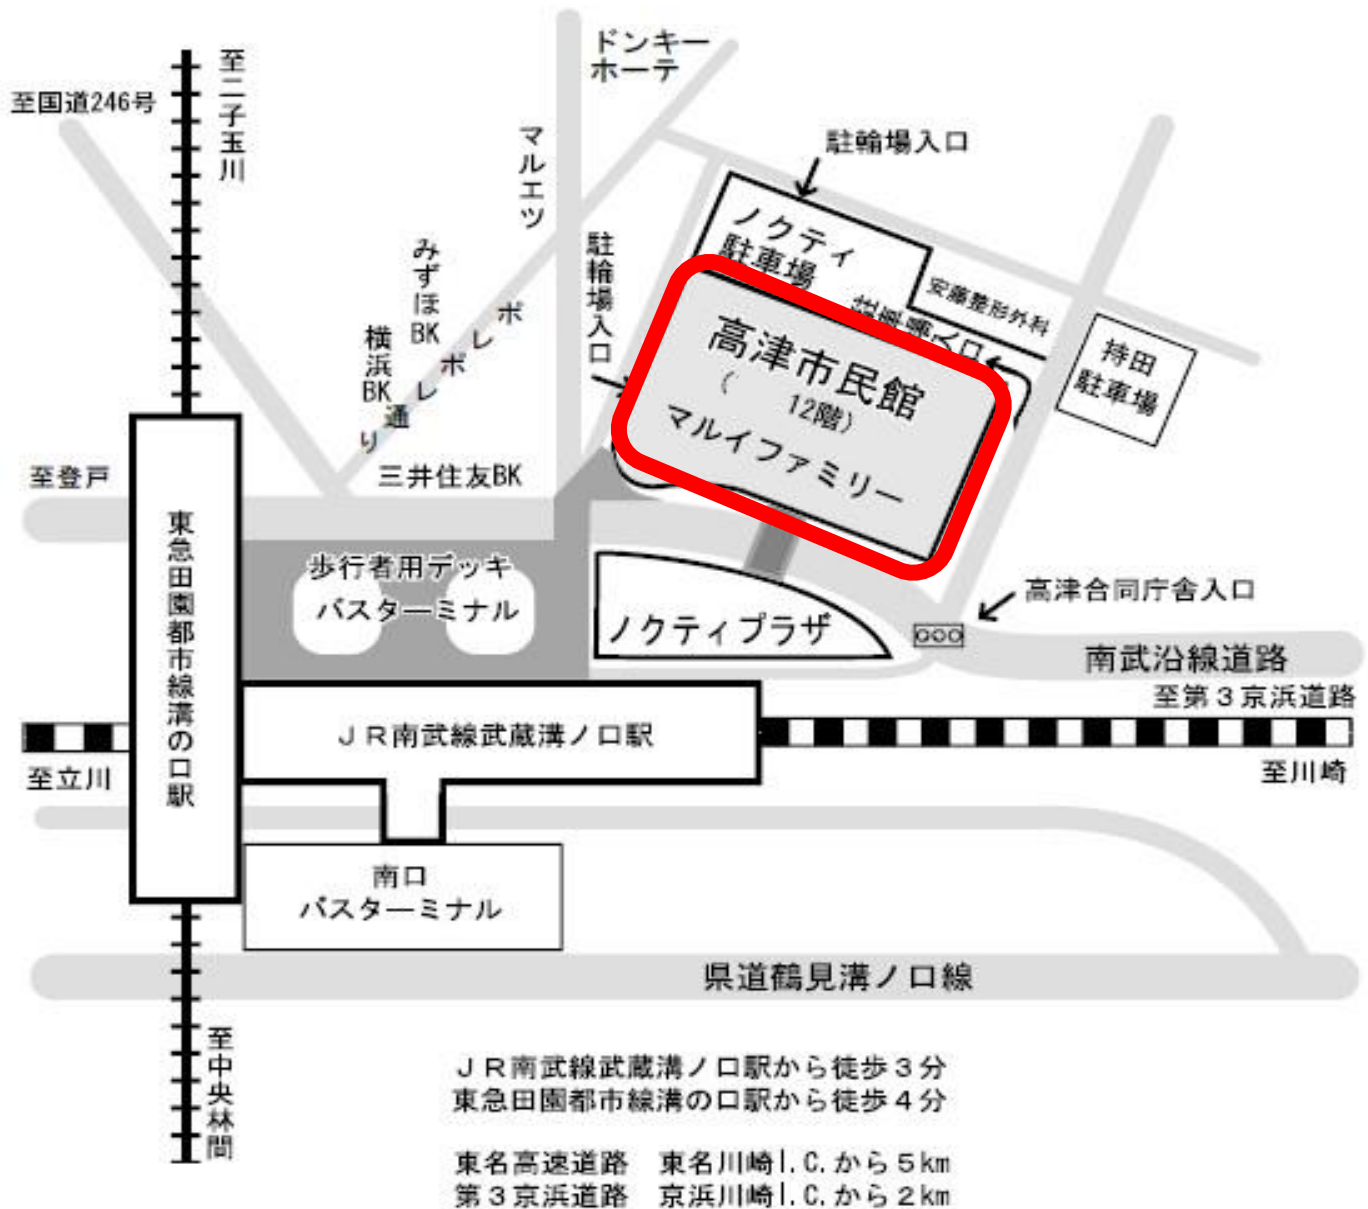 至国道246号
至二子玉川
ドンキー
ホーテ
マルエツ
駐輪場入口
ノクティ
駐車場
駐輪場入口
みずほBK
横浜BK
ポレポレ通り
安藤整形外科
持田
駐車場
高津市民館
( 12階)
マルイファミリー
至登戸
三井住友BK
東急田園都市線溝の口駅
歩行者用デッキ
バスターミナル
ノクティプラザ
高津合同庁舎入口
南武沿線道路
至第3京浜道路
JR南武線武蔵溝ノ口駅
至立川
至川崎
南口
バスターミナル
県道鶴見溝ノ口線
至中央林間
JR南武線武蔵溝ノ口駅から徒歩3分
東急田園都市線溝の口駅から徒歩4分
東名高速道路 東名川崎I.C.から5km
第3京浜道路 京浜川崎I.C.から2km